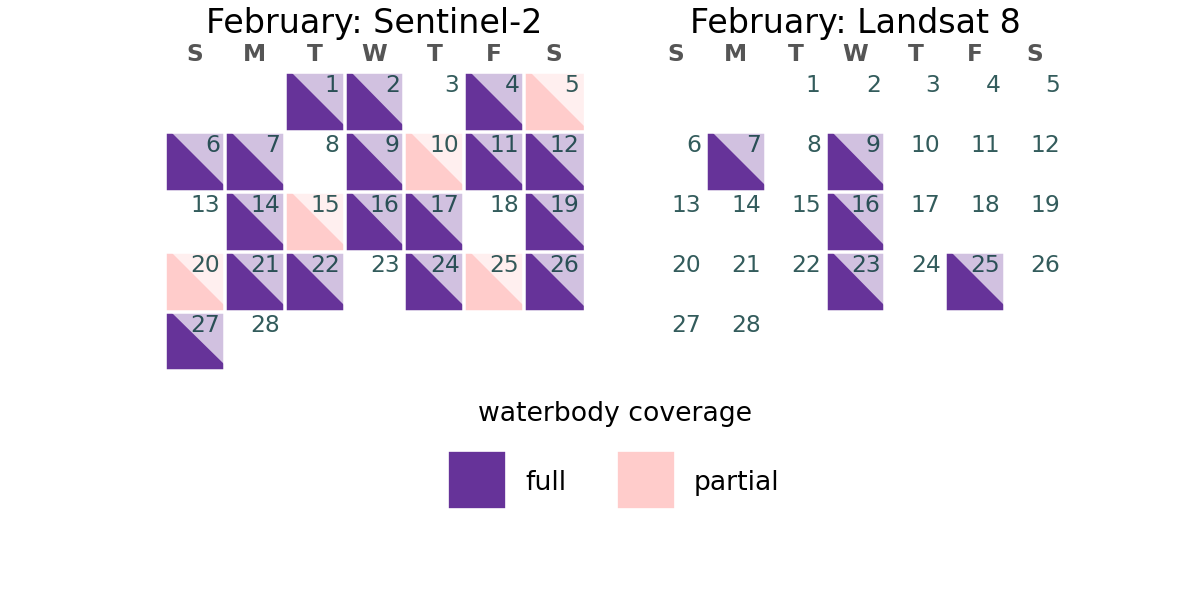 February: Sentinel-2
S M T W T F S
1 2 3 4 5
6 7 8 9 10 11 12
13 14 15 16 17 18 19
20 21 22 23 24 25 26
27 28
February: Landsat 8
S M T W T F S
1 2 3 4 5
6 7 8 9 10 11 12
13 14 15 16 17 18 19
20 21 22 23 24 25 26
27 28
waterbody coverage
full partial